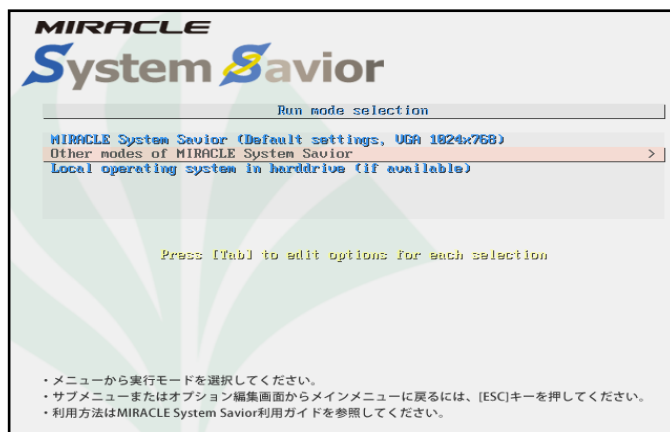 MIRACLE
System Savior
Run mode selection
MIRACLE System Savior (Default settings, VGA 1024x768)
Other modes of MIRACLE System Savior >
Local operating system in harddrive (if available)
Press [Tab] to edit options for each selection
・メニューから実行モードを選択してください。
・サブメニューまたはオプション編集画面からメインメニューに戻るには、[ESC]キーを押してください。
・利用方法はMIRACLE System Savior利用ガイドを参照してください。